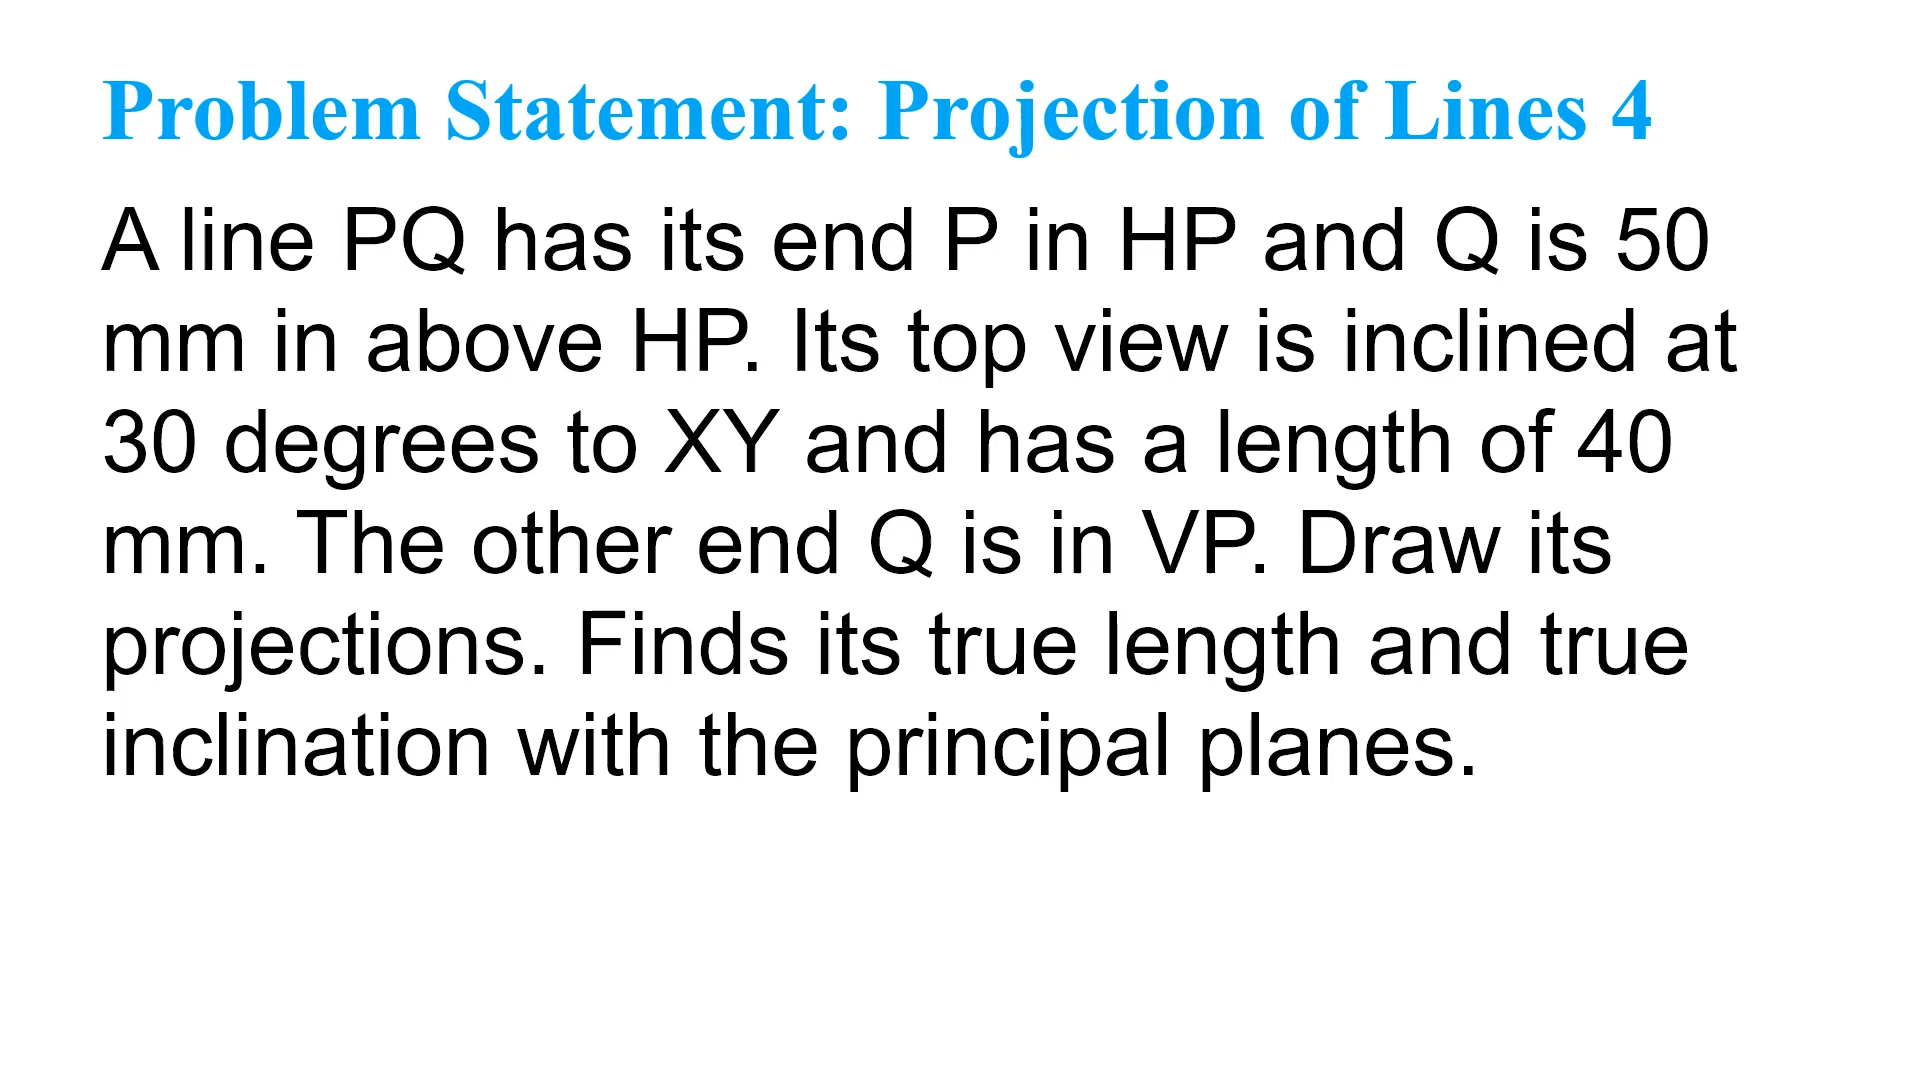 Problem Statement: Projection of Lines 4
A line PQ has its end P in HP and Q is 50
mm in above HP. Its top view is inclined at
30 degrees to XY and has a length of 40
mm. The other end Q is in VP. Draw its
projections. Finds its true length and true
inclination with the principal planes.